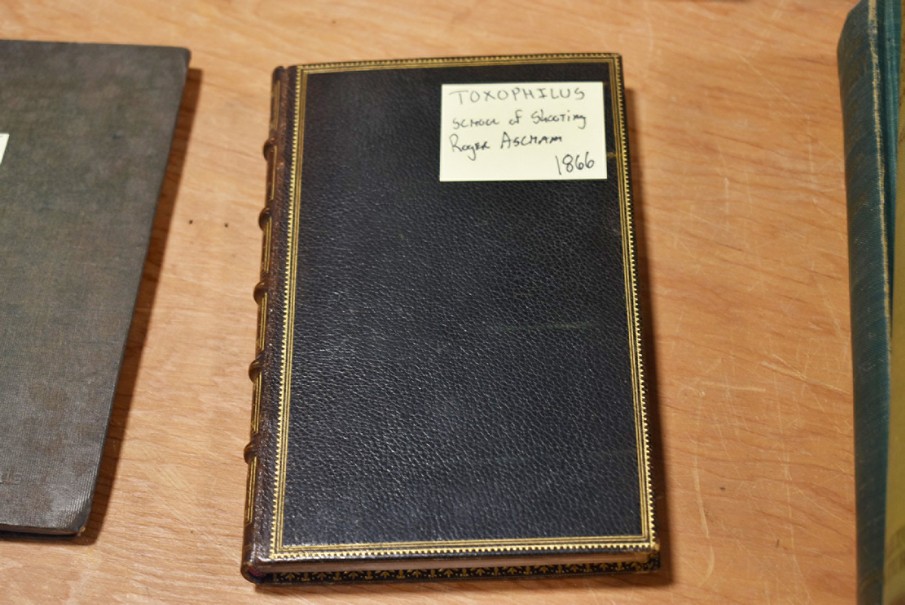 TOXOPHILUS
SCHOOL of Shooting
Roger ASCHAM
1866